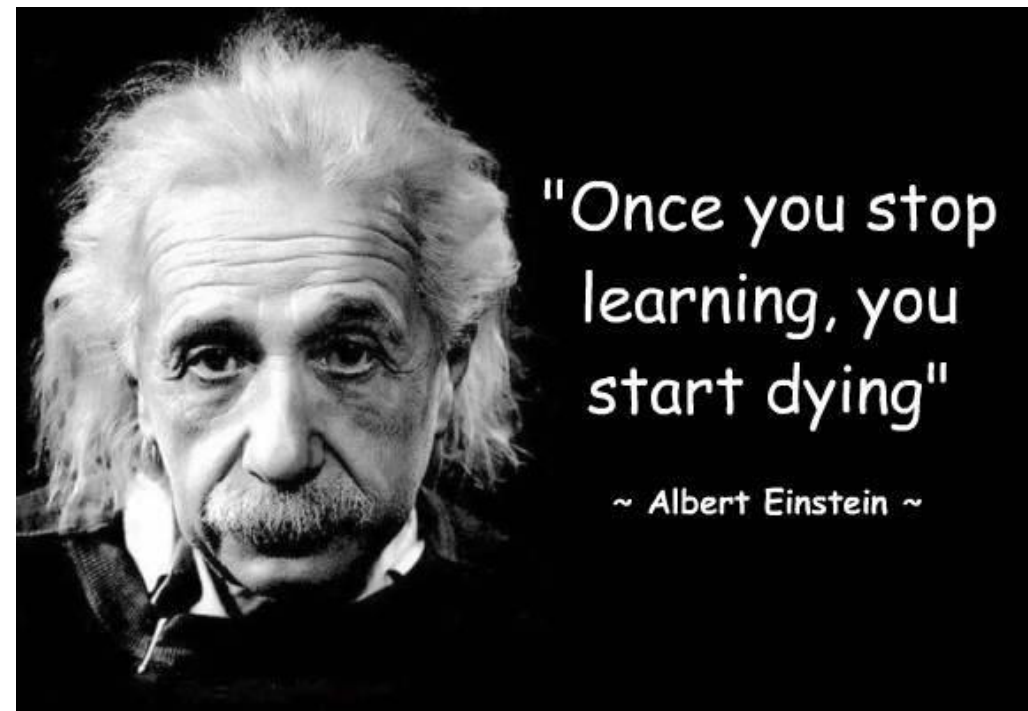 "Once you stop
learning, you
start dying"
~ Albert Einstein ~